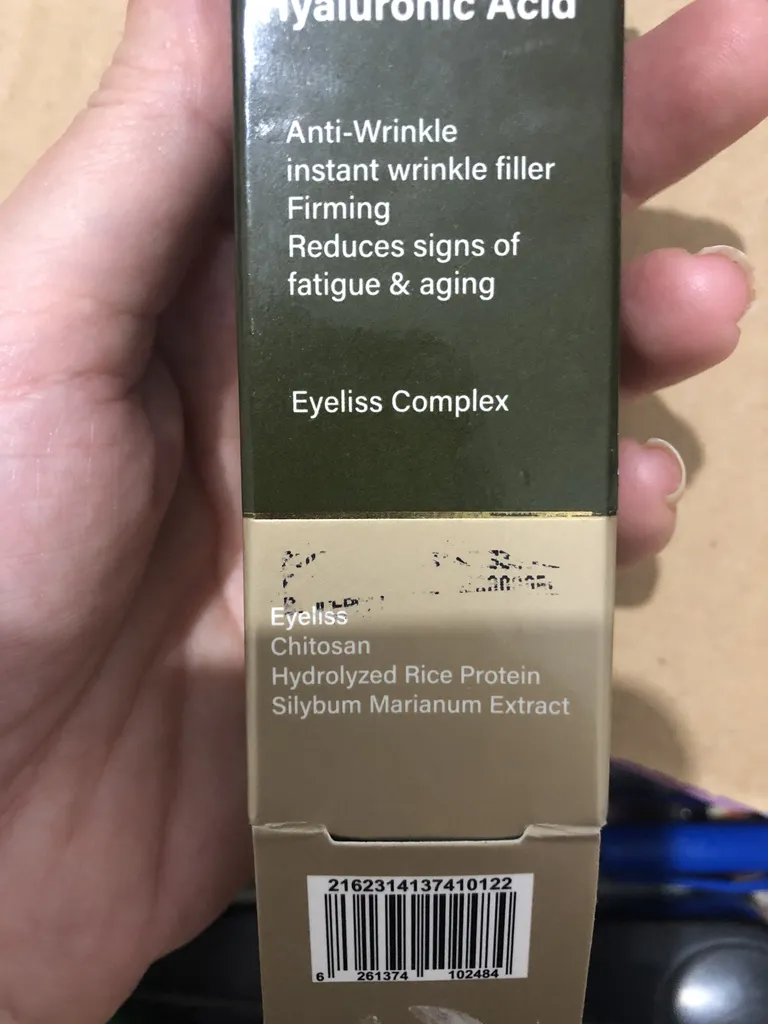 Hyaluronic Acid
Anti-Wrinkle
instant wrinkle filler
Firming
Reduces signs of
fatigue & aging
Eyeliss Complex
Eyeliss
Chitosan
Hydrolyzed Rice Protein
Silybum Marianum Extract
2162314137410122
6 261374 102484